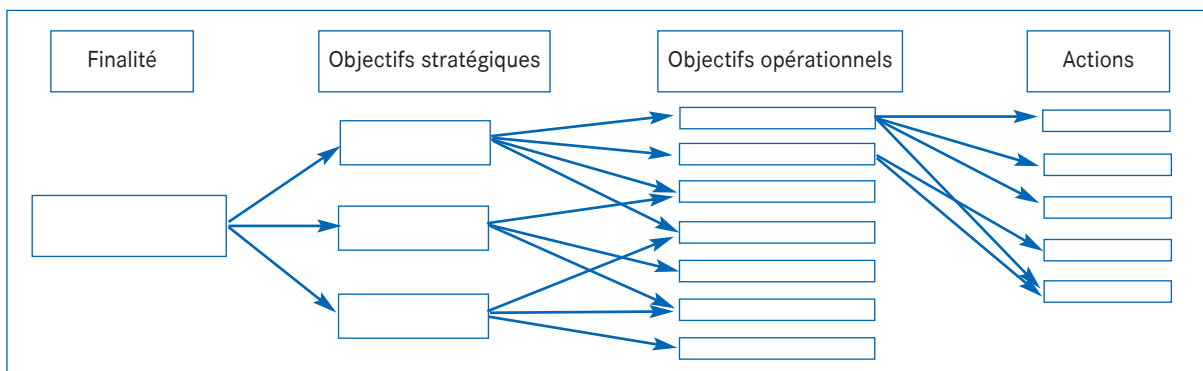 Finalité
Objectifs stratégiques
Objectifs opérationnels
Actions